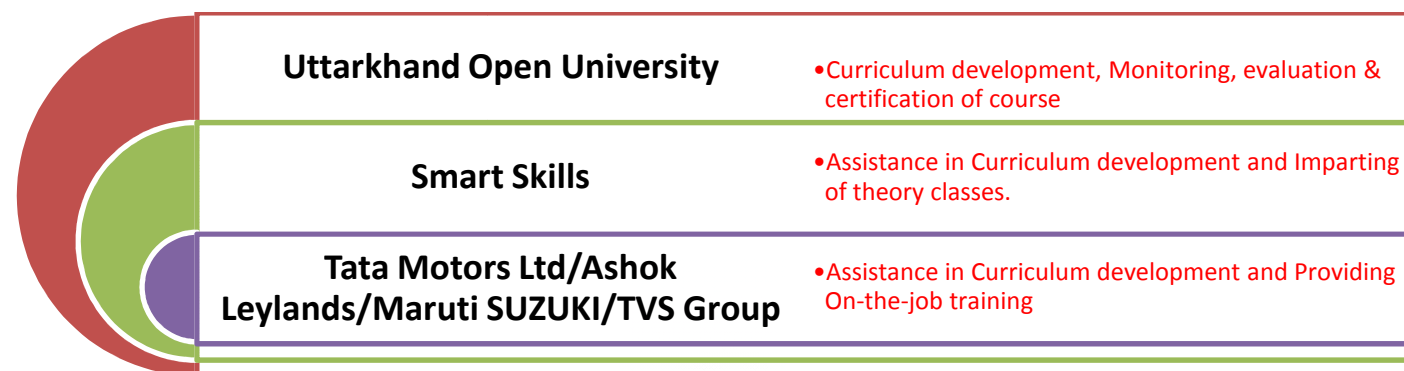 Uttarkhand Open University
•Curriculum development, Monitoring, evaluation &
certification of course
Smart Skills
•Assistance in Curriculum development and Imparting
of theory classes.
Tata Motors Ltd/Ashok
Leylands/Maruti SUZUKI/TVS Group
•Assistance in Curriculum development and Providing
On-the-job training